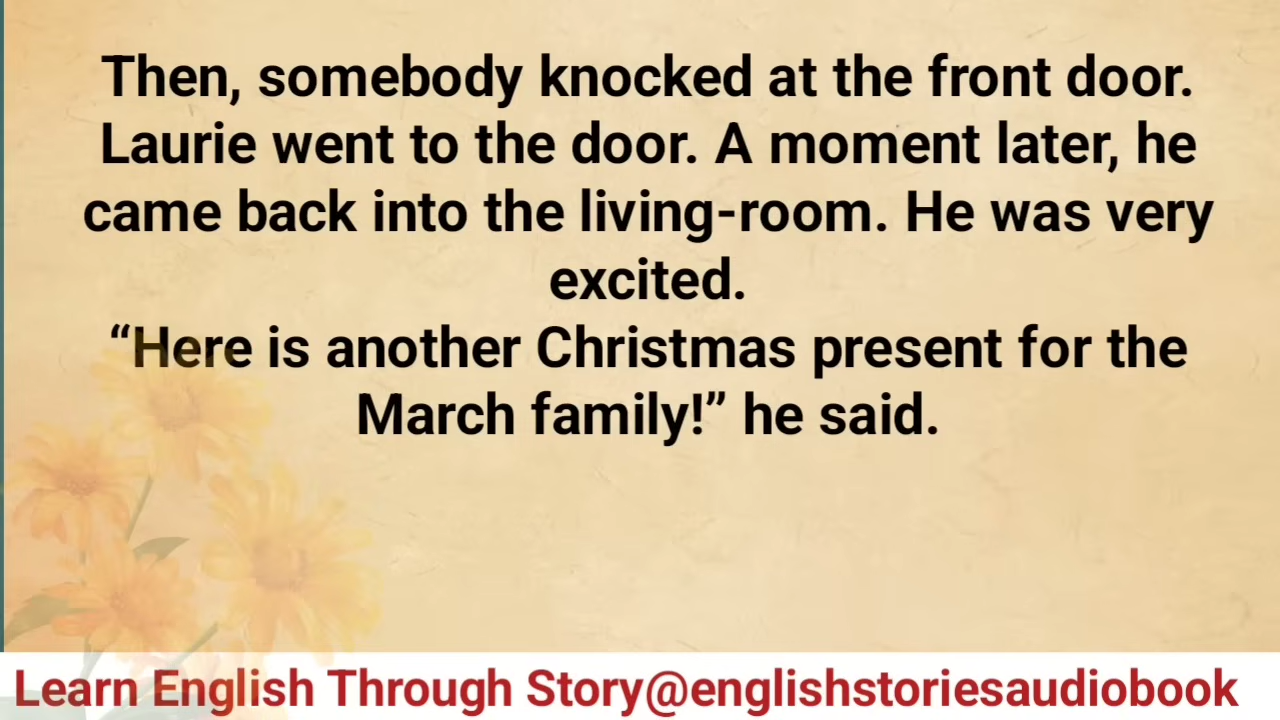 Then, somebody knocked at the front door.
Laurie went to the door. A moment later, he
came back into the living-room. He was very
excited.
“Here is another Christmas present for the
March family!” he said.
Learn English Through Story@englishstoriesaudiobook